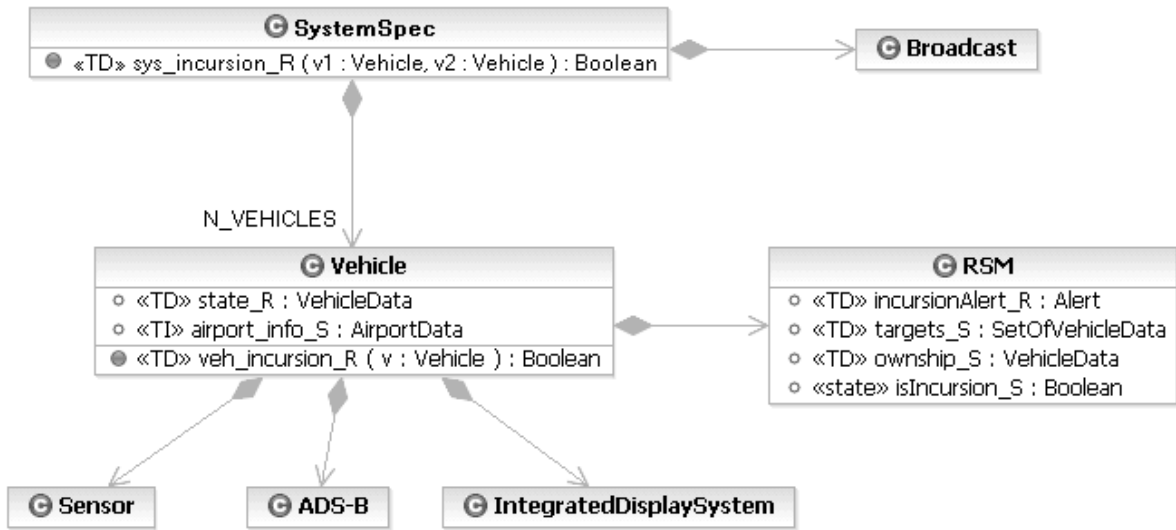 SystemSpec
«TD» sys_incursion_R ( v1 : Vehicle, v2 : Vehicle ) : Boolean
Broadcast
N_VEHICLES
Vehicle
«TD» state_R : VehicleData
«TI» airport_info_S : AirportData
«TD» veh_incursion_R ( v : Vehicle ) : Boolean
RSM
«TD» incursionAlert_R : Alert
«TD» targets_S : SetOfVehicleData
«TD» ownship_S : VehicleData
«state» isIncursion_S : Boolean
Sensor
ADS-B
IntegratedDisplaySystem